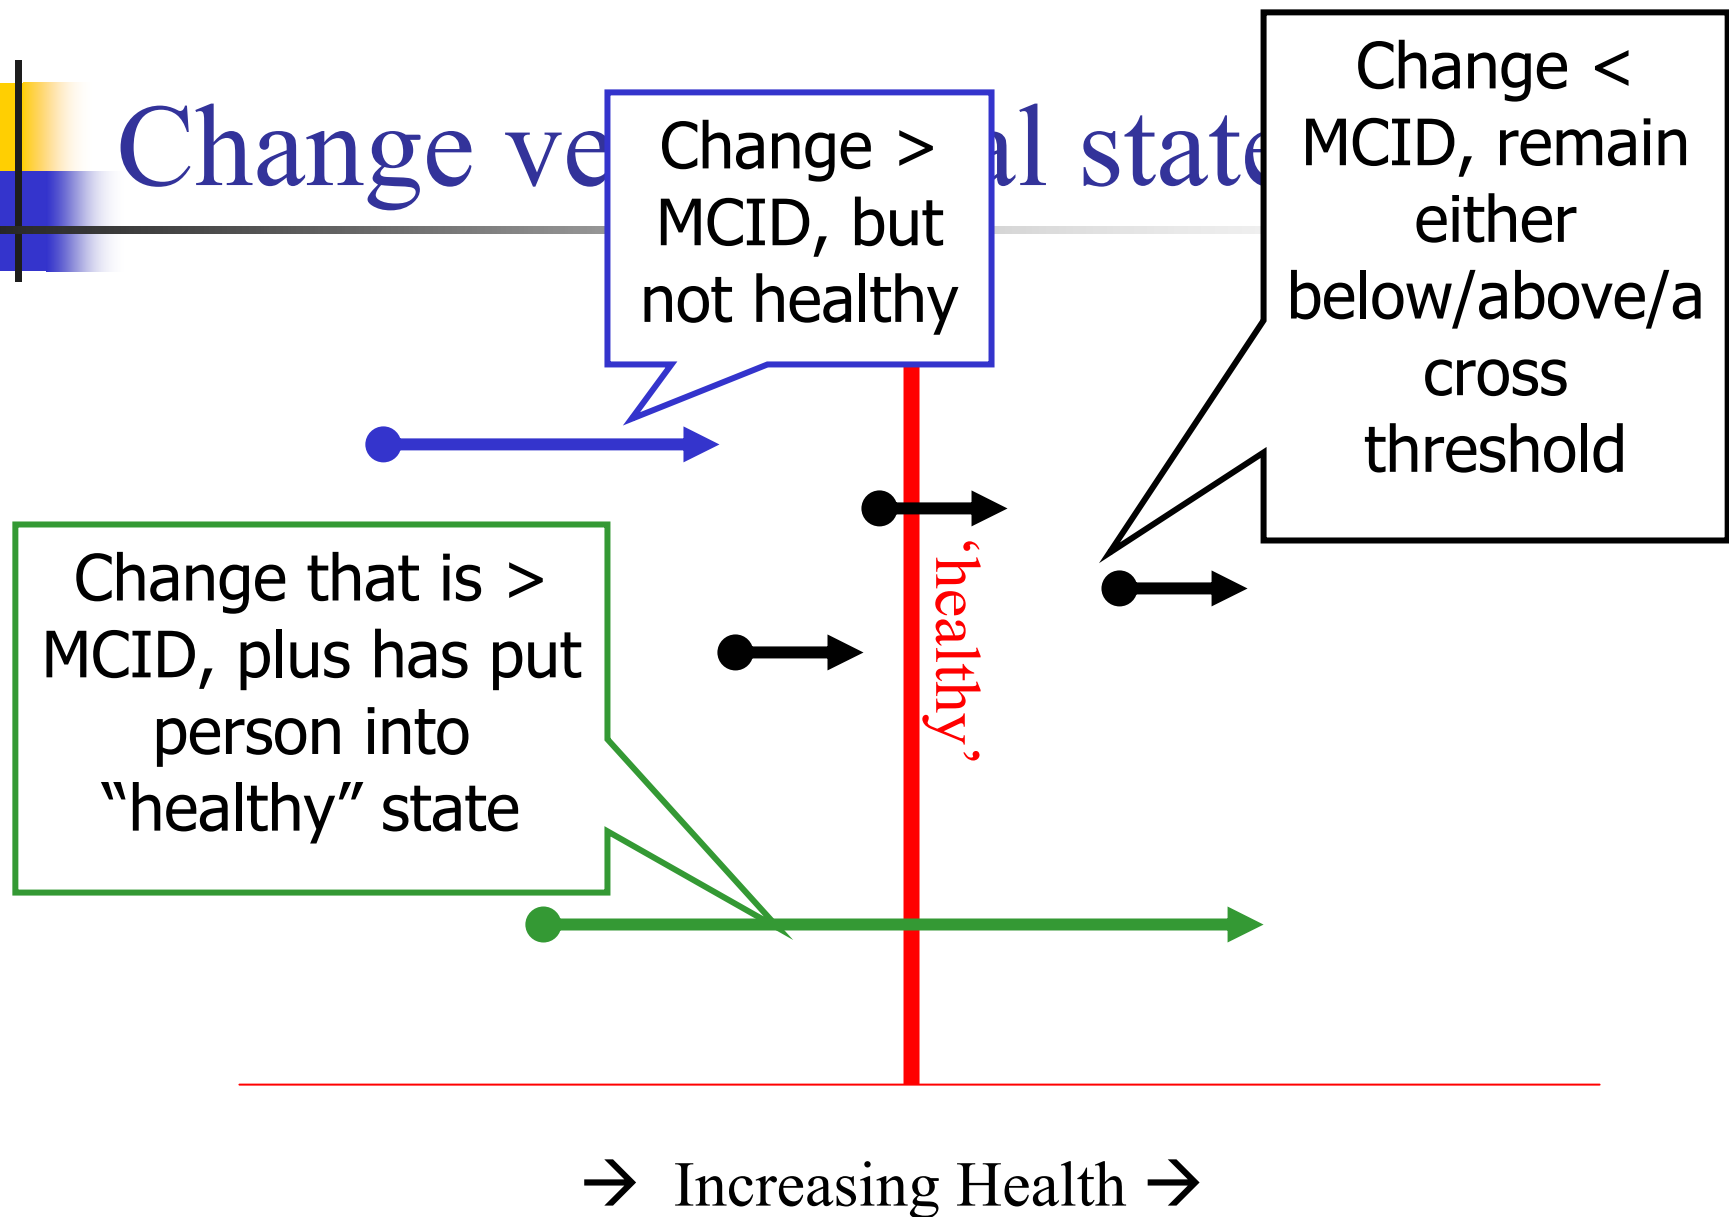 Change ve al state
Change >
MCID, but
not healthy
Change <
MCID, remain
either
below/above/a
cross
threshold
‘healthy’
Change that is >
MCID, plus has put
person into
“healthy” state
→ Increasing Health →